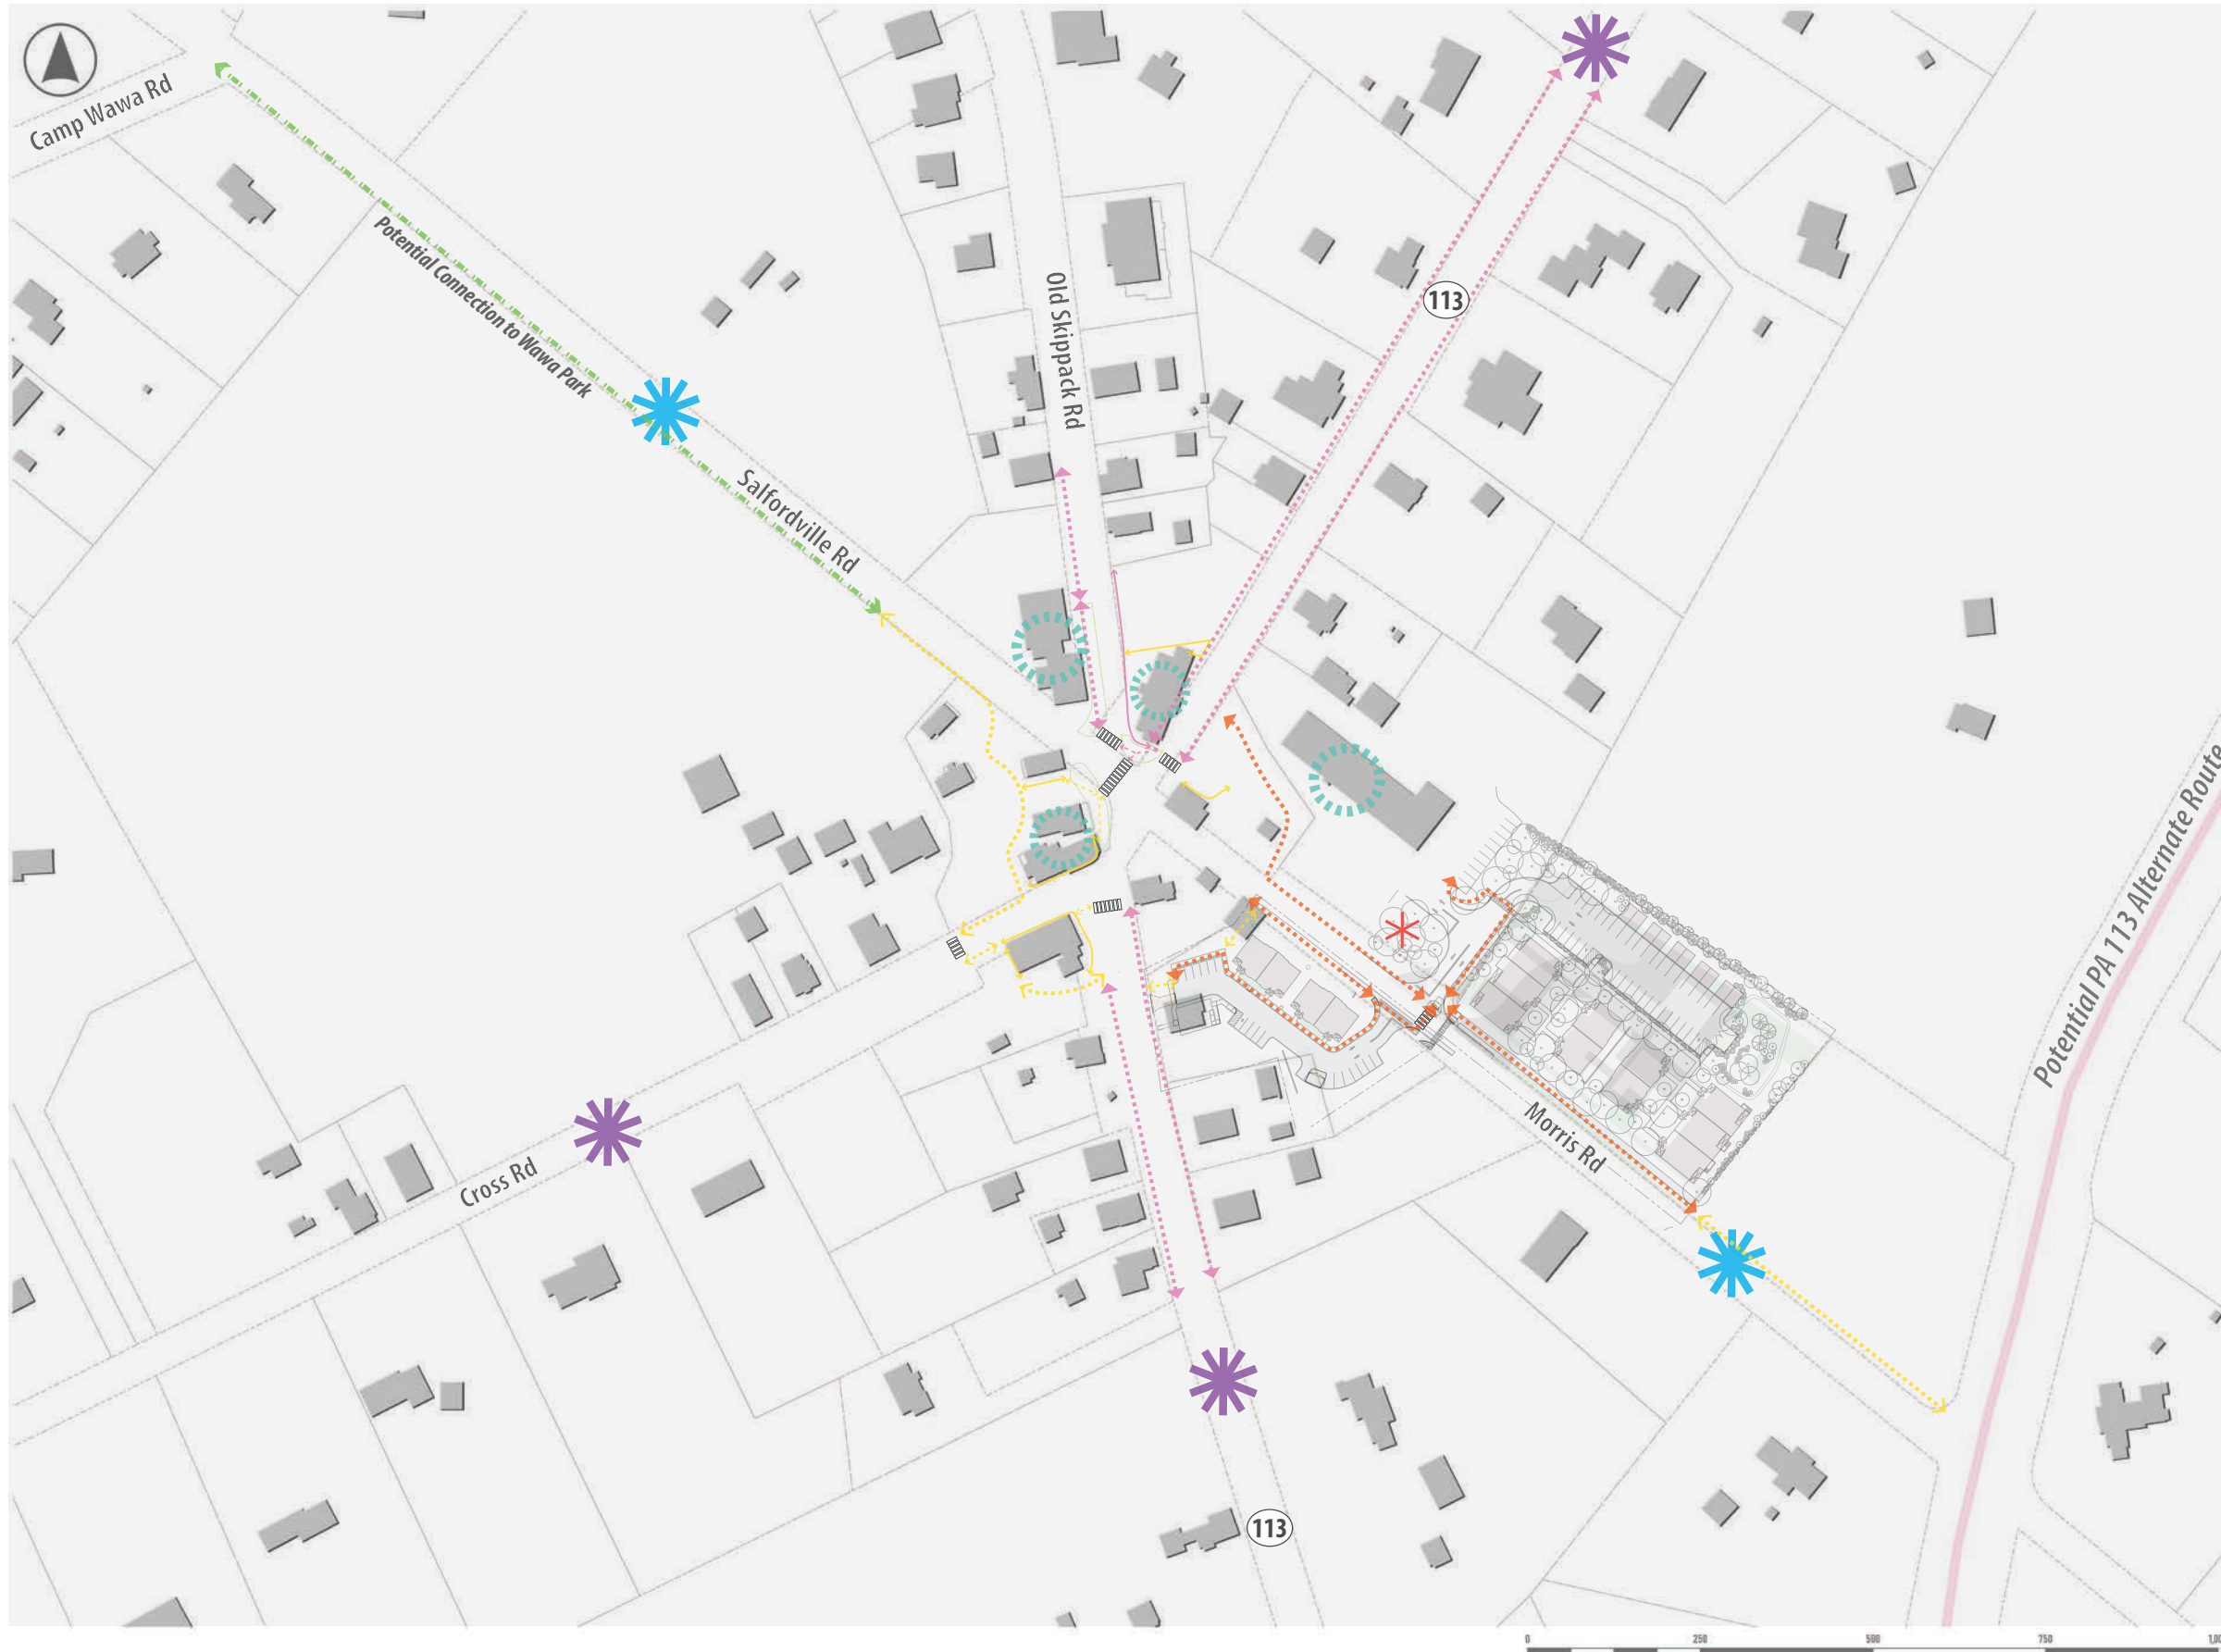 Camp Wawa Rd
Potential Connection to Wawa Park
Old Skippack Rd
113
Salfordville Rd
Potential PA 113 Alternate Route
Morris Rd
Cross Rd
113
0 250 500 750